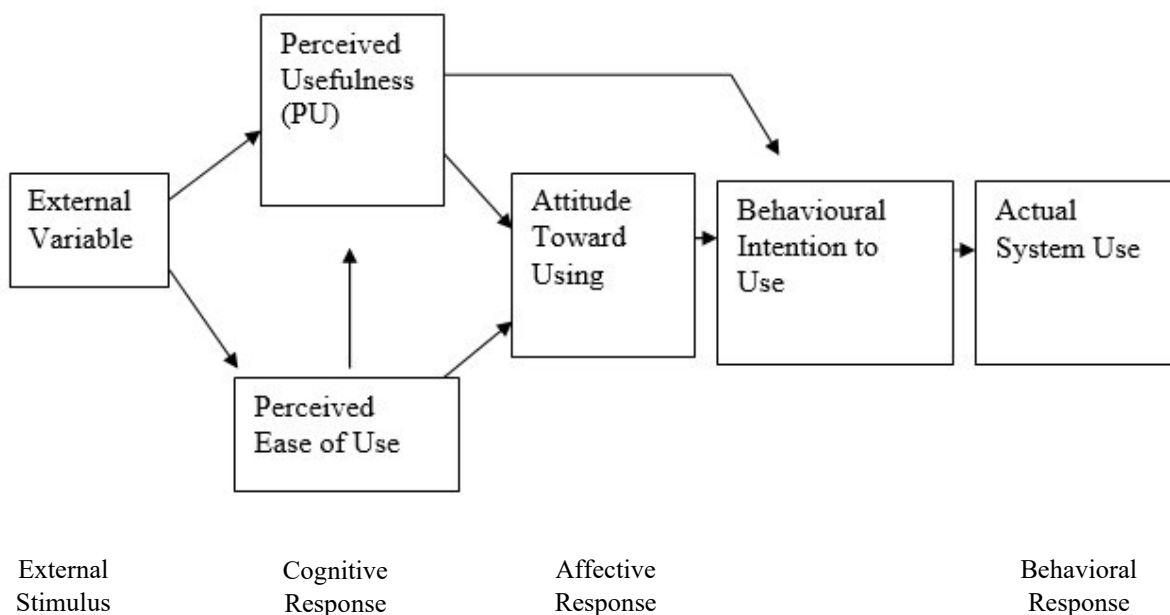 Perceived
Usefulness
(PU)
External
Variable
Attitude
Toward
Using
Behavioural
Intention to
Use
Actual
System Use
Perceived
Ease of Use
External
Stimulus
Cognitive
Response
Affective
Response
Behavioral
Response